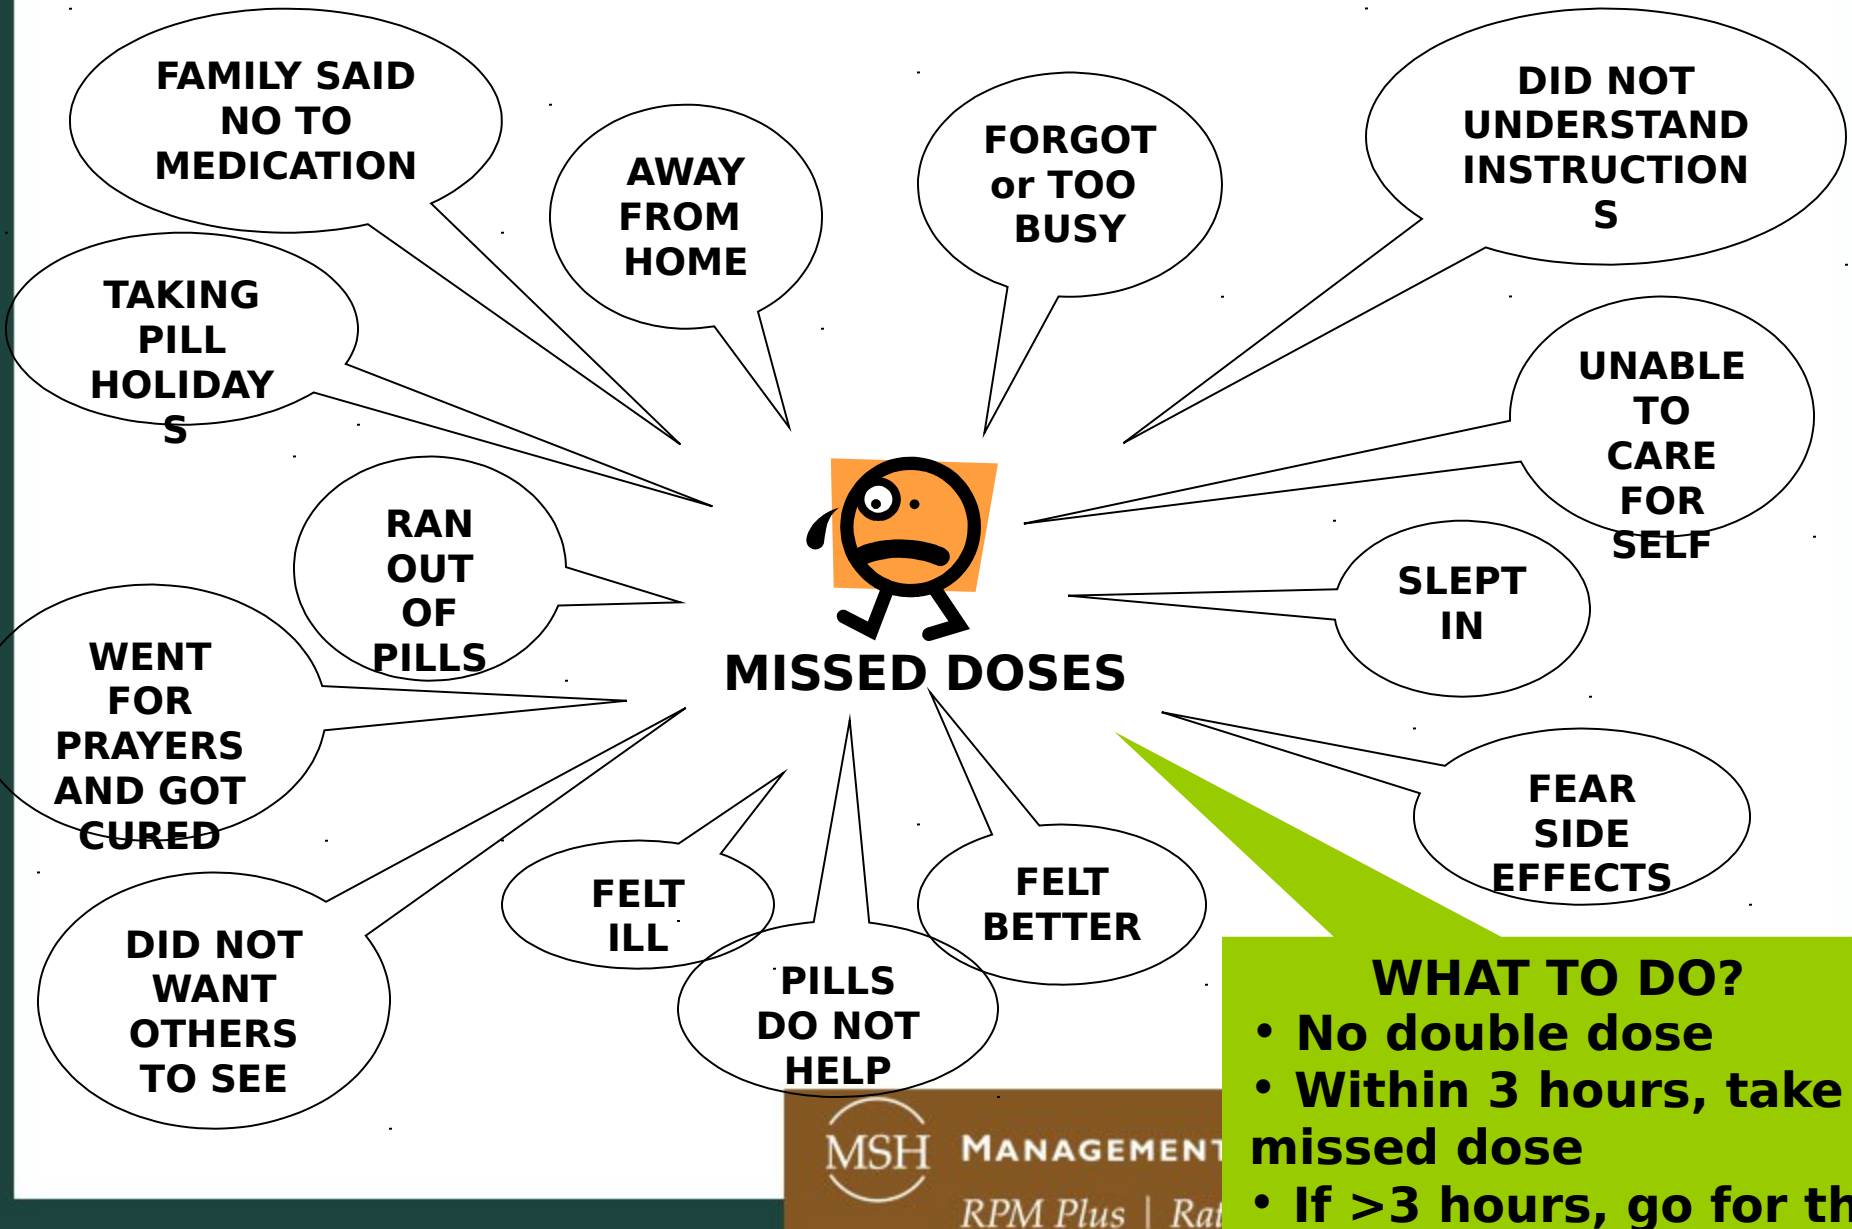 FAMILY SAID
NO TO
MEDICATION
AWAY
FROM
HOME
FORGOT
or TOO
BUSY
DID NOT
UNDERSTAND
INSTRUCTION
S
TAKING
PILL
HOLIDAY
S
UNABLE
TO
CARE
FOR
SELF
RAN
OUT
OF
PILLS
SLEPT
IN
WENT
FOR
PRAYERS
AND GOT
CURED
MISSED DOSES
FEAR
SIDE
EFFECTS
FELT
ILL
FELT
BETTER
DID NOT
WANT
OTHERS
TO SEE
PILLS
DO NOT
HELP
WHAT TO DO?
• No double dose
• Within 3 hours, take
missed dose
• If >3 hours, go for
MSH
MANAGEMENT
RPM Plus |